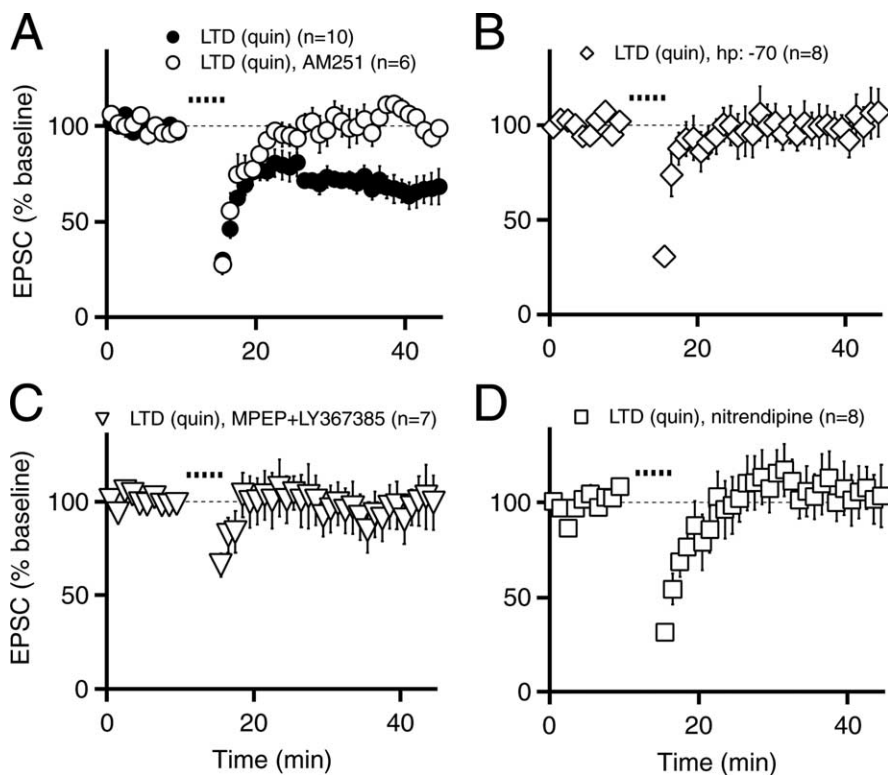 A
LTD (quin) (n=10)
LTD (quin), AM251 (n=6)
EPSC (% baseline)
100
50
0
0 20 40
B
LTD (quin), hp: -70 (n=8)
100
50
0
0 20 40
C
LTD (quin), MPEP+LY367385 (n=7)
EPSC (% baseline)
100
50
0
0 20 40
Time (min)
D
LTD (quin), nitrendipine (n=8)
100
50
0
0 20 40
Time (min)